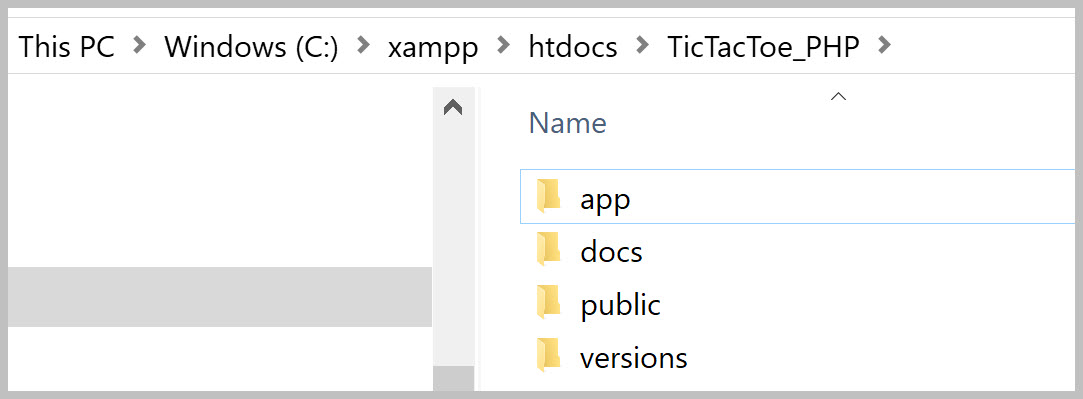 This PC > Windows (C:) > xampp > htdocs > TicTacToe_PHP >
Name
app
docs
public
versions